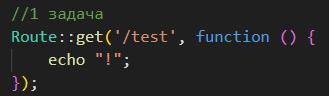 //1 задача
Route::get('/test', function () {
    echo "!";
});